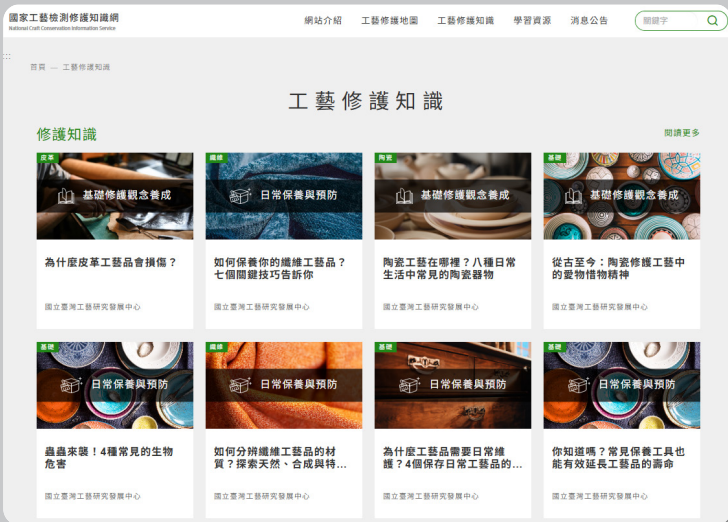 國家工藝檢測修護知識網
National Craft Conservation Information Service
網站介紹 工藝修護地圖 工藝修護知識 學習資源 消息公告 關鍵字
:::
首頁 — 工藝修護知識
工藝修護知識
修護知識 閱讀更多
皮革 纖維 陶瓷 基礎
基礎修護觀念養成 日常保養與預防 基礎修護觀念養成 基礎修護觀念養成
為什麼皮革工藝品會損傷？
如何保養你的纖維工藝品？
七個關鍵技巧告訴你
陶瓷工藝在哪裡？八種日常
生活中常見的陶瓷器物
從古至今：陶瓷修護工藝中
的愛物惜物精神
國立臺灣工藝研究發展中心 國立臺灣工藝研究發展中心 國立臺灣工藝研究發展中心 國立臺灣工藝研究發展中心
基礎 纖維 基礎 基礎
日常保養與預防 日常保養與預防 日常保養與預防 日常保養與預防
蟲蟲來襲！4種常見的生物
危害
如何分辨纖維工藝品的材
質？探索天然、合成與特...
為什麼工藝品需要日常維
護？4個保存日常工藝品的...
你知道嗎？常見保養工具也
能有效延長工藝品的壽命
國立臺灣工藝研究發展中心 國立臺灣工藝研究發展中心 國立臺灣工藝研究發展中心 國立臺灣工藝研究發展中心